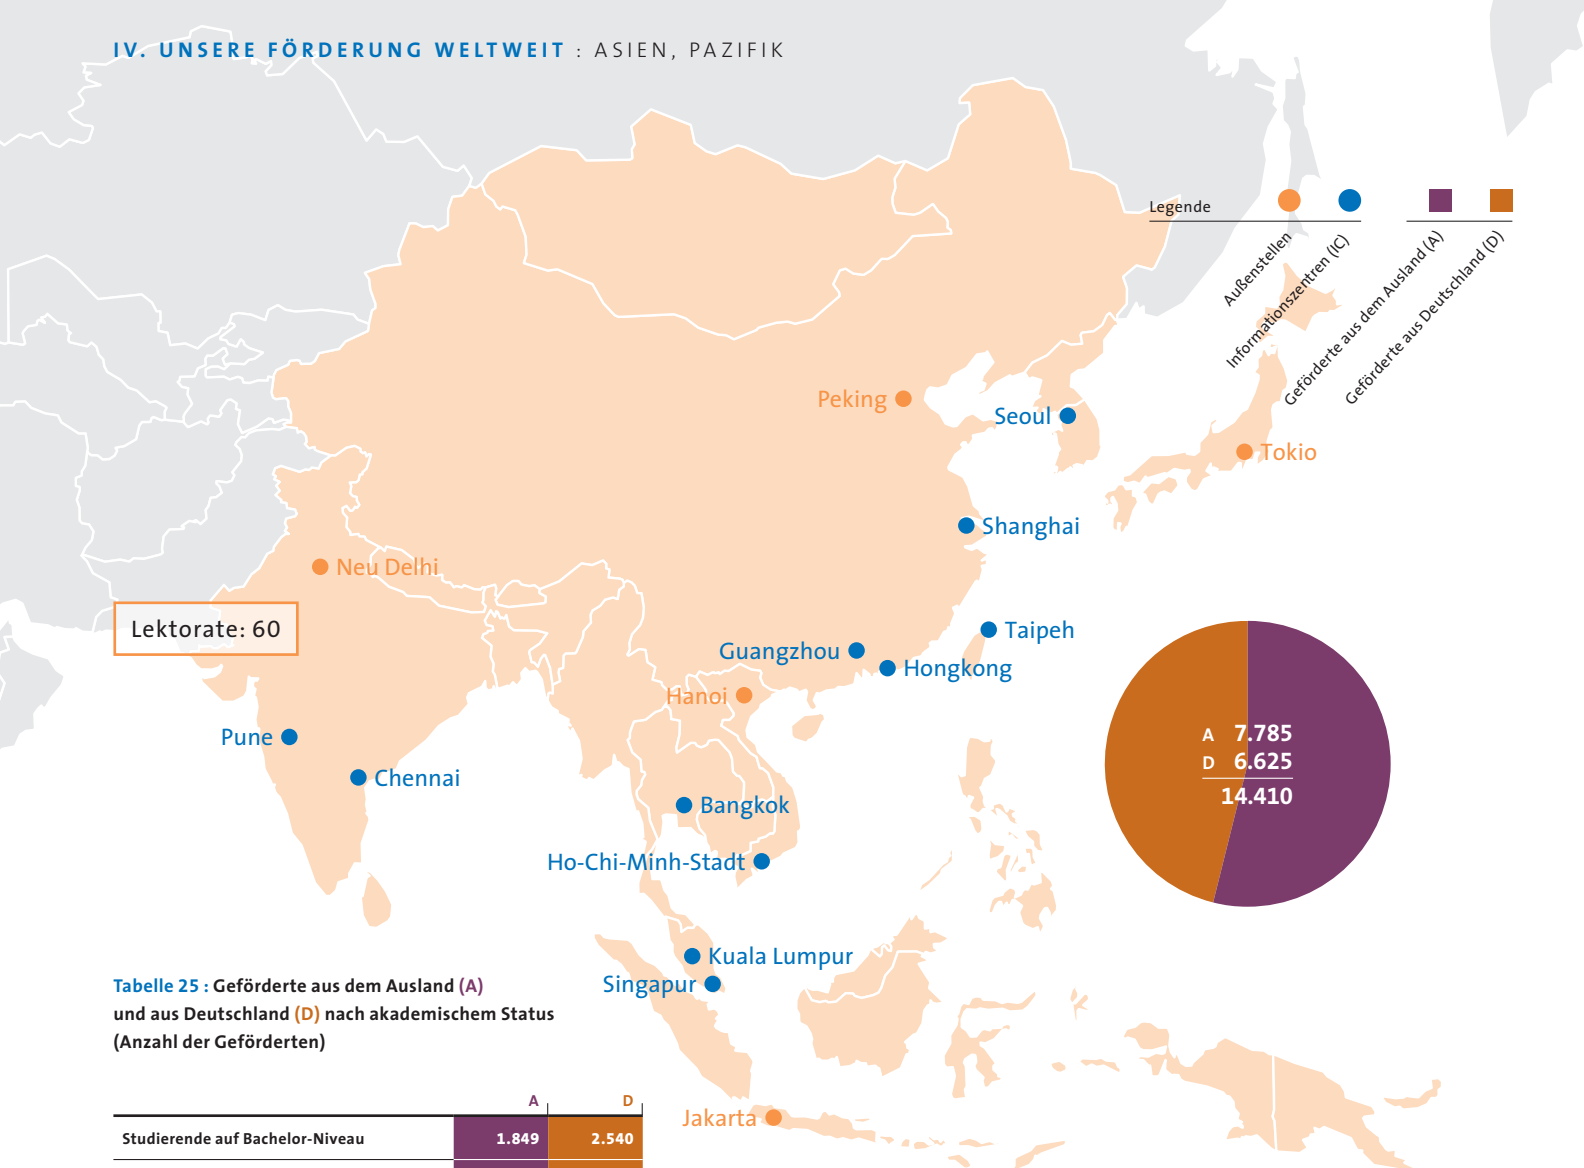 IV. UNSERE FÖRDERUNG WELTWEIT : ASIEN, PAZIFIK
Legende
Außenstellen
Informationszentren (IC)
Geförderte aus dem Ausland (A)
Geförderte aus Deutschland (D)
Peking
Seoul
Tokio
Shanghai
Neu Delhi
Lektorate: 60
Taipeh
Guangzhou
Hongkong
Hanoi
Pune
Chennai
Bangkok
Ho-Chi-Minh-Stadt
A 7.785
D 6.625
14.410
Kuala Lumpur
Singapur
Jakarta
Tabelle 25 : Geförderte aus dem Ausland (A)
und aus Deutschland (D) nach akademischem Status
(Anzahl der Geförderten)
A D
Studierende auf Bachelor-Niveau 1.849 2.540